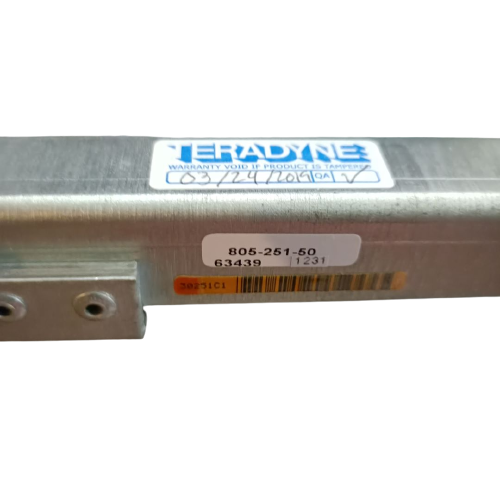 TERADYNE
WARRANTY VOID IF PRODUCT IS TAMPERED
03/24/2019 QA ✓
805-251-50
63439 1231